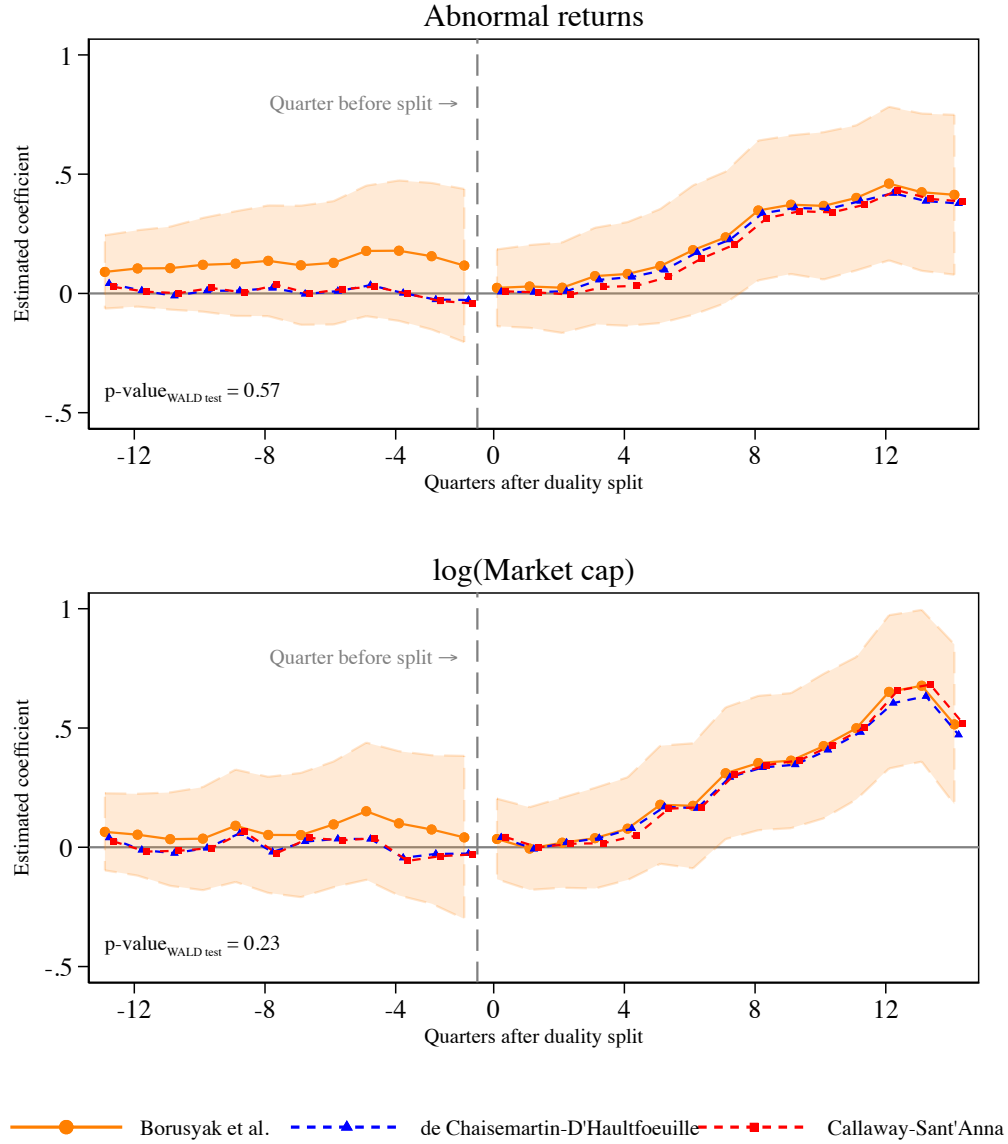 Abnormal returns
1
Quarter before split →
.5
Estimated coefficient
0
p-valueWALD test = 0.57
-.5
-12 -8 -4 0 4 8 12
Quarters after duality split
log(Market cap)
1
Quarter before split →
.5
Estimated coefficient
0
p-valueWALD test = 0.23
-.5
-12 -8 -4 0 4 8 12
Quarters after duality split
Borusyak et al. de Chaisemartin-D'Haultfoeuille Callaway-Sant'Anna